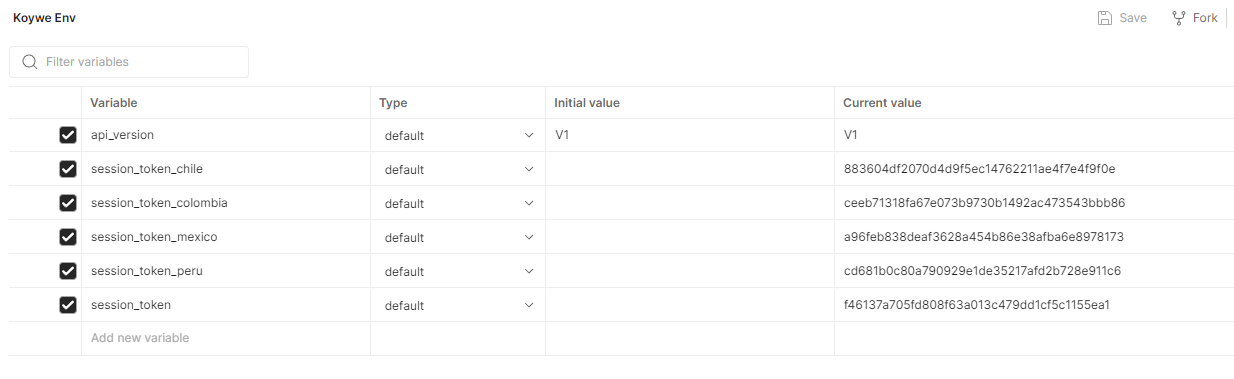 Koywe Env
Save Fork
Filter variables
Variable Type Initial value Current value
api_version default V1 V1
session_token_chile default 883604df2070d4d9f5ec14762211ae4f7e4f9f0e
session_token_colombia default ceeb71318fa67e073b9730b1492ac473543bbb86
session_token_mexico default a96feb838deaf3628a454b86e38afba6e8978173
session_token_peru default cd681b0c80a790929e1de35217afd2b728e911c6
session_token default f46137a705fd808f63a013c479dd1cf5c1155ea1
Add new variable